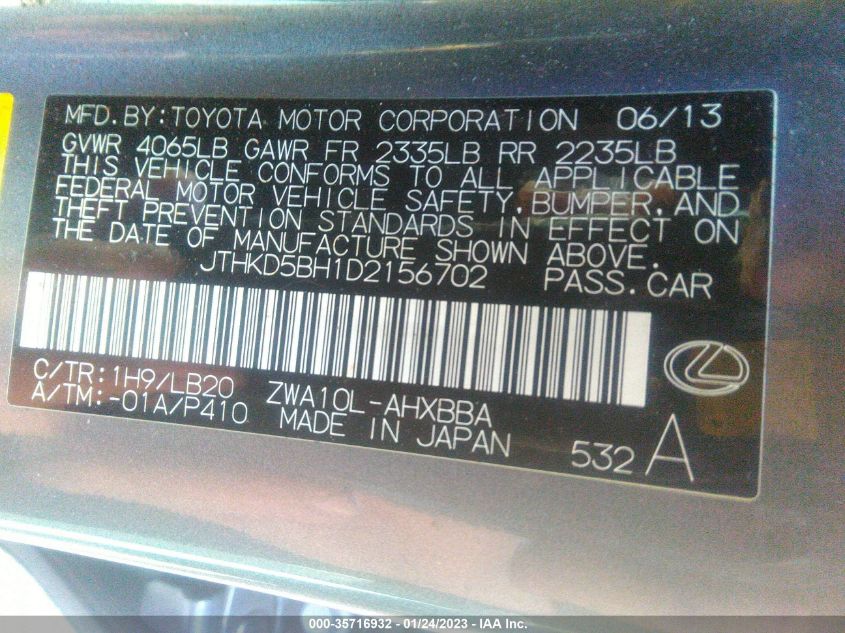 MFD.BY:TOYOTA MOTOR CORPORATION 06/13
GVWR 4065LB GAWR FR 2335LB RR 2235LB
THIS VEHICLE CONFORMS TO ALL APPLICABLE
FEDERAL MOTOR VEHICLE SAFETY,BUMPER,AND
THEFT PREVENTION STANDARDS IN EFFECT ON
THE DATE OF MANUFACTURE SHOWN ABOVE.
JTHKD5BH1D2156702 PASS.CAR
C/TR:1H9/LB20 ZWA10L-AHXBBA
A/TM:-01A/P410 MADE IN JAPAN
532 A
000-35716932 - 01/24/2023 - IAA Inc.